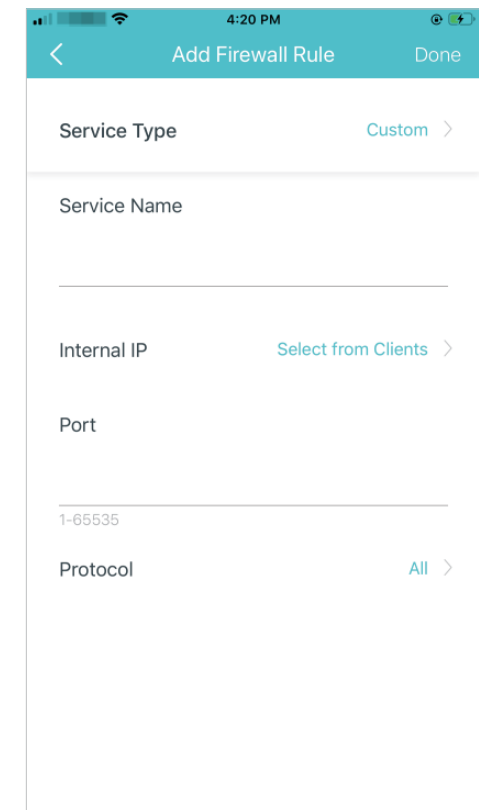 4:20 PM
Add Firewall Rule Done
Service Type Custom
Service Name
Internal IP Select from Clients
Port
1-65535
Protocol All